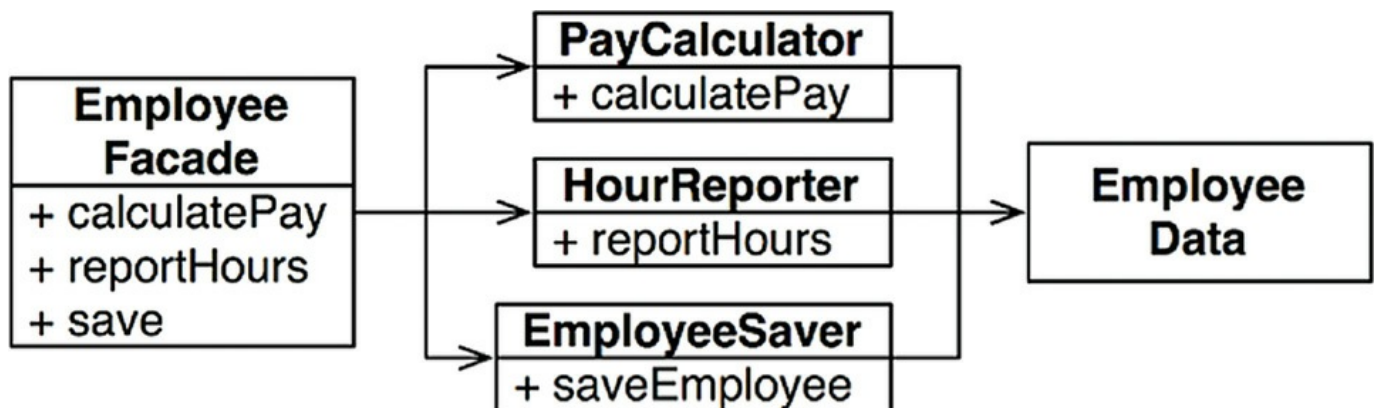 Employee
Facade
+ calculatePay
+ reportHours
+ save
PayCalculator
+ calculatePay
HourReporter
+ reportHours
EmployeeSaver
+ saveEmployee
Employee
Data